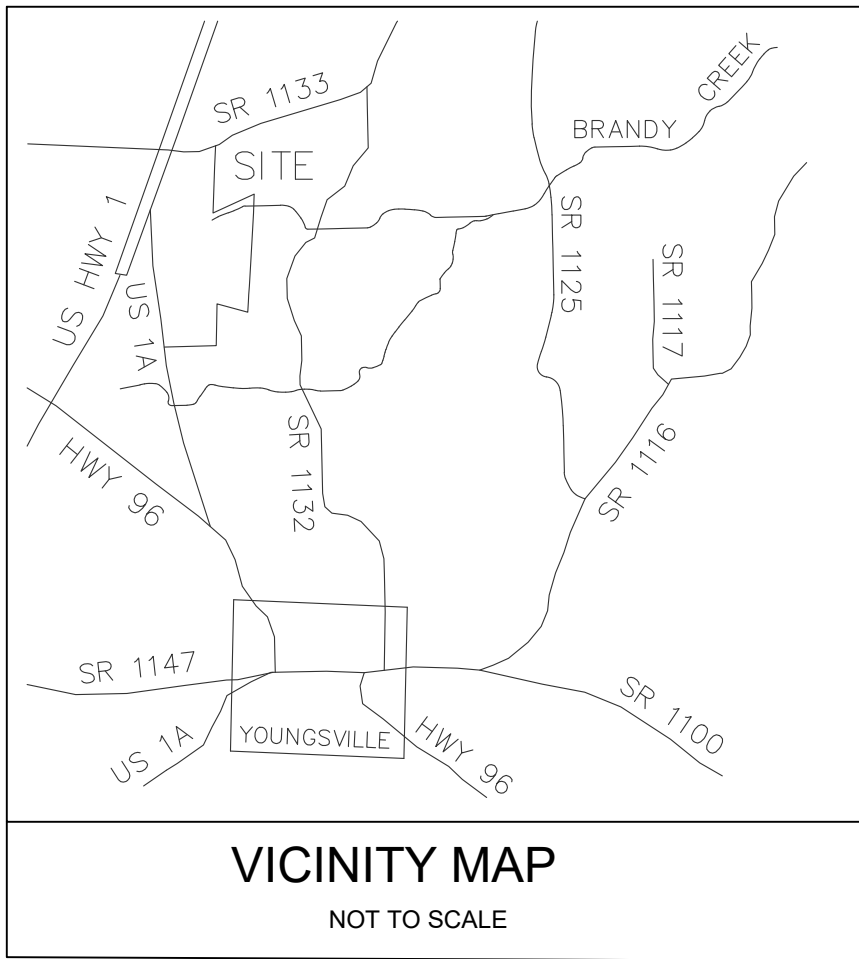 SR 1133
CREEK
BRANDY
SITE
US HWY 1
US 1A
SR 1125
SR 1117
HWY 96
SR 1132
SR 1116
SR 1147
SR 1100
US 1A
YOUNGSVILLE
HWY 96
VICINITY MAP
NOT TO SCALE